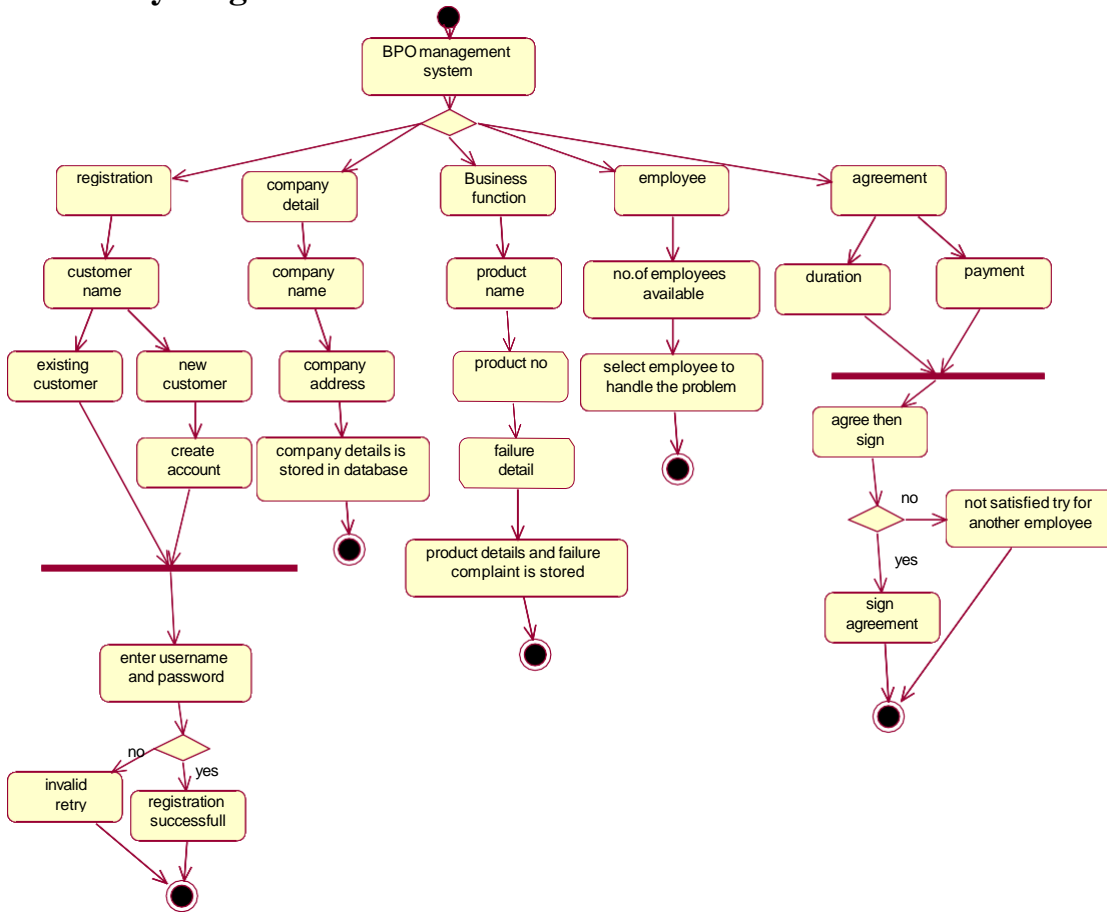 BPO management
system
registration
company
detail
Business
function
employee
agreement
customer
name
company
name
product
name
no.of employees
available
duration
payment
existing
customer
new
customer
company
address
product no
select employee to
handle the problem
agree then
sign
create
account
company details is
stored in database
failure
detail
no
not satisfied try for
another employee
yes
product details and failure
complaint is stored
sign
agreement
enter username
and password
no
yes
invalid
retry
registration
successfull